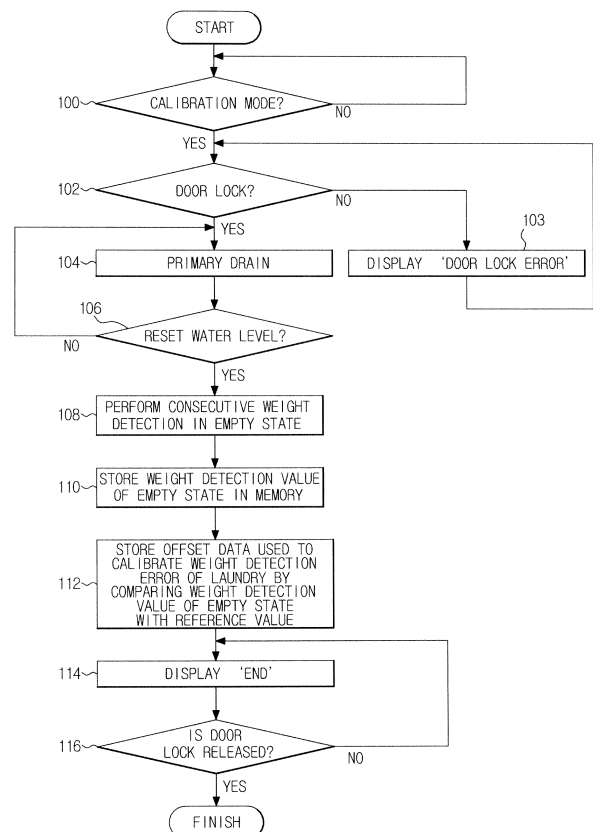 START
100
CALIBRATION MODE?
NO
YES
102
DOOR LOCK?
NO
YES
103
104
PRIMARY DRAIN
DISPLAY 'DOOR LOCK ERROR'
106
RESET WATER LEVEL?
NO
YES
108
PERFORM CONSECUTIVE WEIGHT
DETECTION IN EMPTY STATE
110
STORE WEIGHT DETECTION VALUE
OF EMPTY STATE IN MEMORY
112
STORE OFFSET DATA USED TO
CALIBRATE WEIGHT DETECTION
ERROR OF LAUNDRY BY
COMPARING WEIGHT DETECTION
VALUE OF EMPTY STATE
WITH REFERENCE VALUE
114
DISPLAY 'END'
116
IS DOOR
LOCK RELEASED?
NO
YES
FINISH